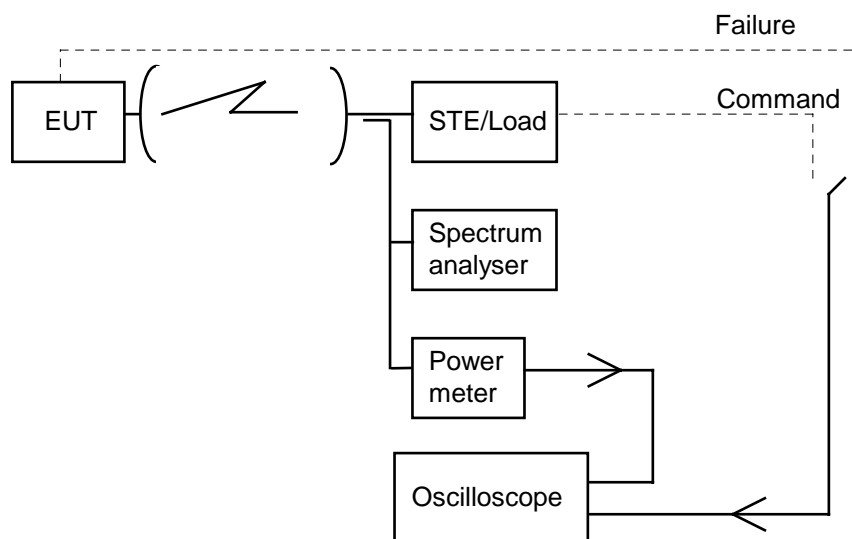 Failure
Command
EUT
STE/Load
Spectrum
analyser
Power
meter
Oscilloscope